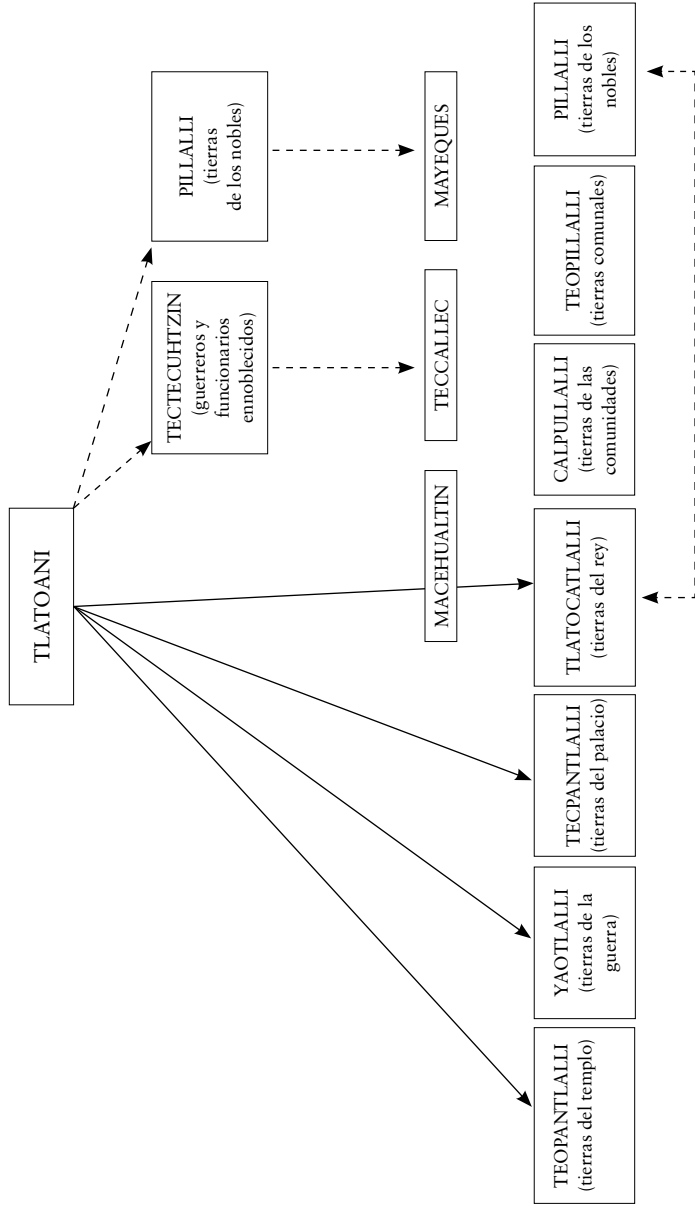 TLATOANI
TECTECUHTZIN
(guerreros y
funcionarios
ennoblecidos)
PILLALLI
(tierras
de los nobles)
MACEHUALTIN
TECCALLEC
MAYEQUES
TEOPANTLALLI
(tierras del templo)
YAOTLALLI
(tierras de la
guerra)
TECPANTLALLI
(tierras del palacio)
TLATOCATLALLI
(tierras del rey)
CALPULLALLI
(tierras de las
comunidades)
TEOPILLALLI
(tierras comunales)
PILLALLI
(tierras de los
nobles)